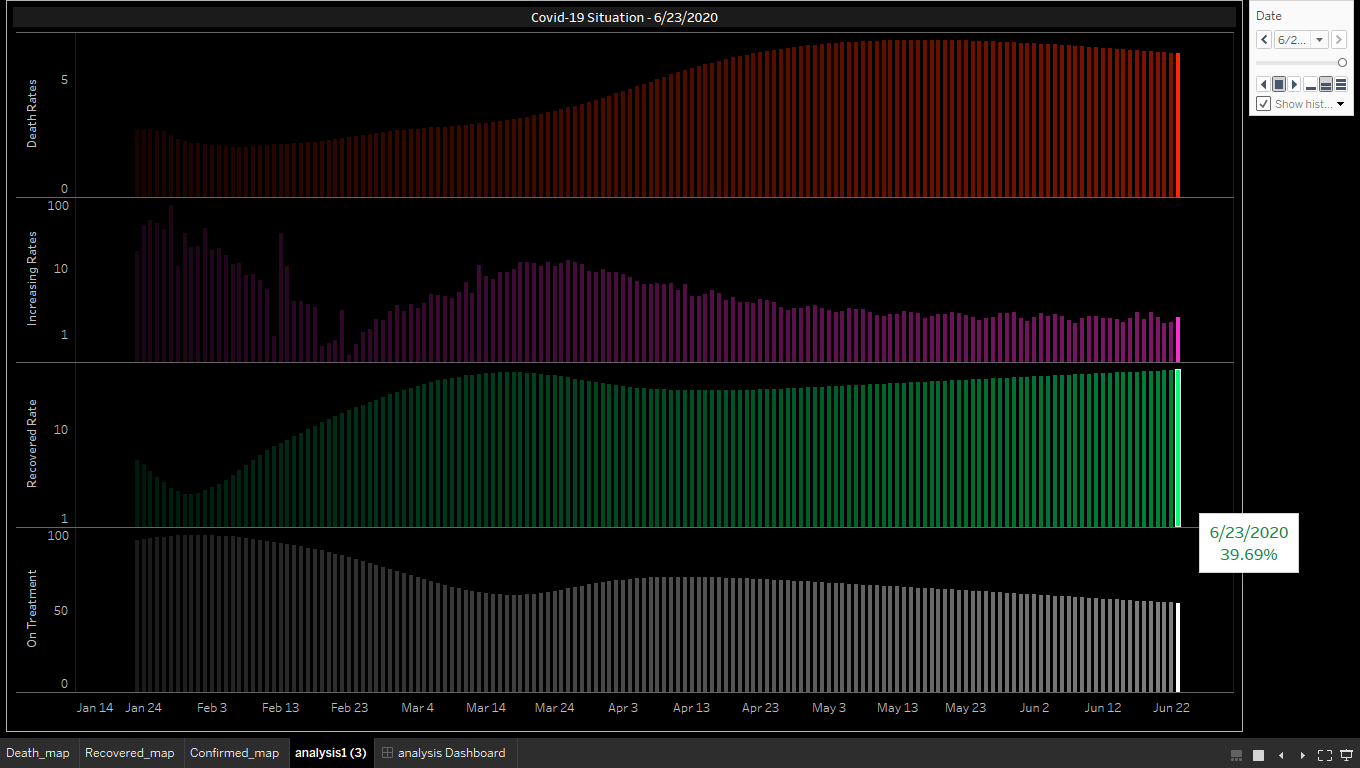 Covid-19 Situation - 6/23/2020
Date
6/2...
Show hist...
Death Rates
5
0
Increasing Rates
100
10
1
Recovered Rate
10
1
6/23/2020
39.69%
On Treatment
100
50
0
Jan 14 Jan 24 Feb 3 Feb 13 Feb 23 Mar 4 Mar 14 Mar 24 Apr 3 Apr 13 Apr 23 May 3 May 13 May 23 Jun 2 Jun 12 Jun 22
Death_map Recovered_map Confirmed_map analysis1 (3) analysis Dashboard